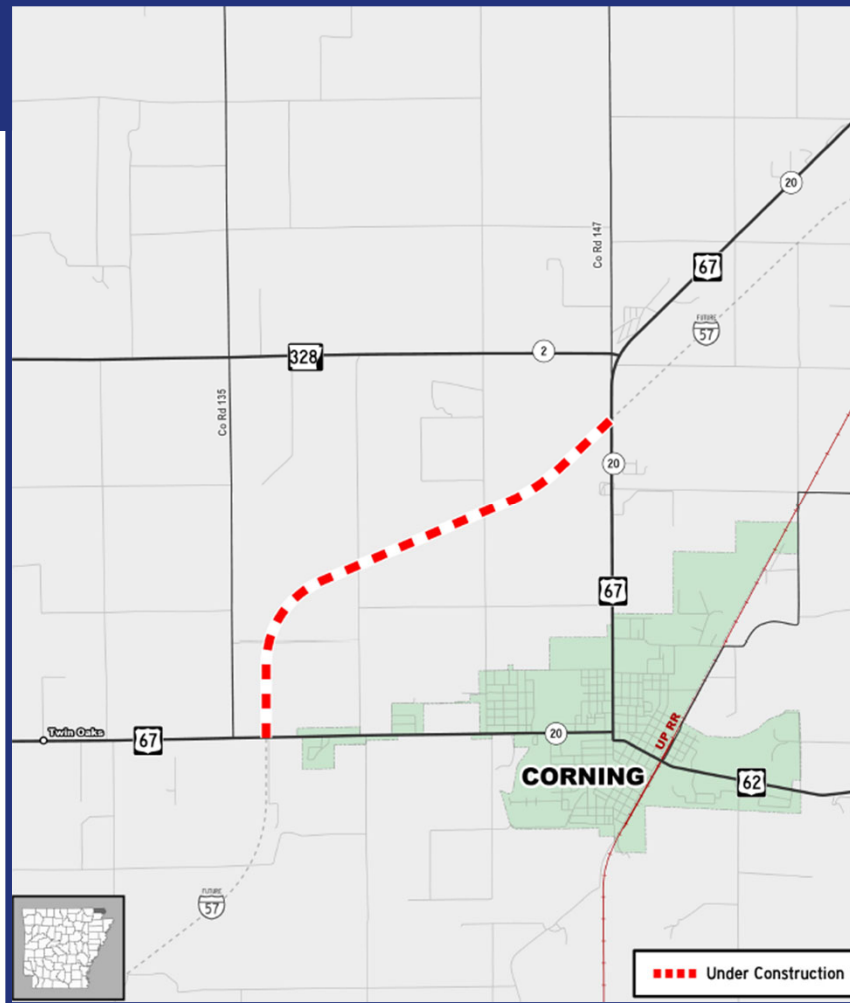 20
Co Rd 147
67
FUTURE
57
328
2
Co Rd 135
20
67
UP RR
Twin Oaks
67
20
CORNING
62
FUTURE
57
Under Construction